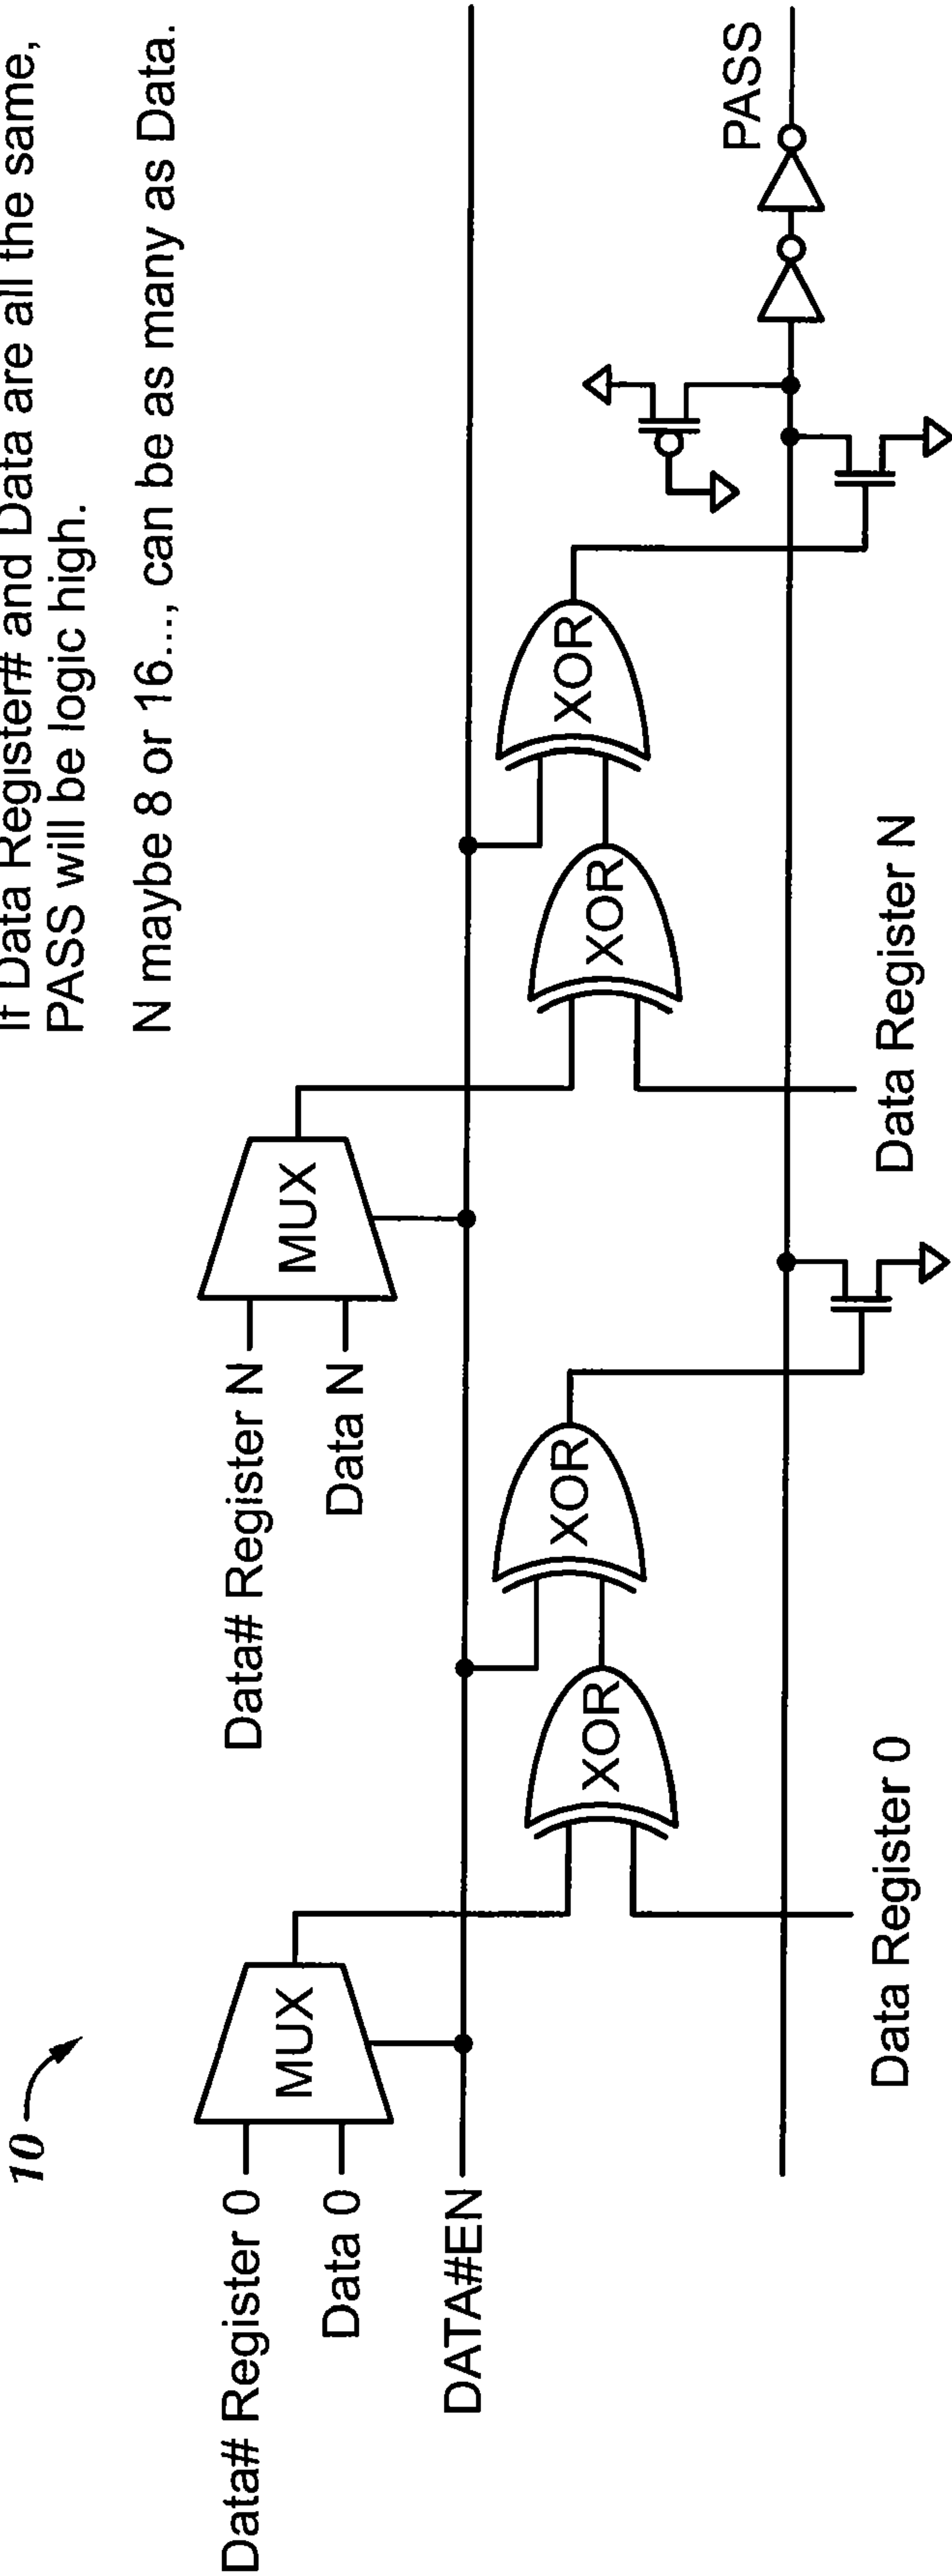 10
If Data Register# and Data are all the same,
PASS will be logic high.
N maybe 8 or 16..., can be as many as Data.
Data# Register 0
Data 0
MUX
DATA#EN
XOR
XOR
Data Register 0
Data# Register N
Data N
MUX
XOR
XOR
Data Register N
PASS